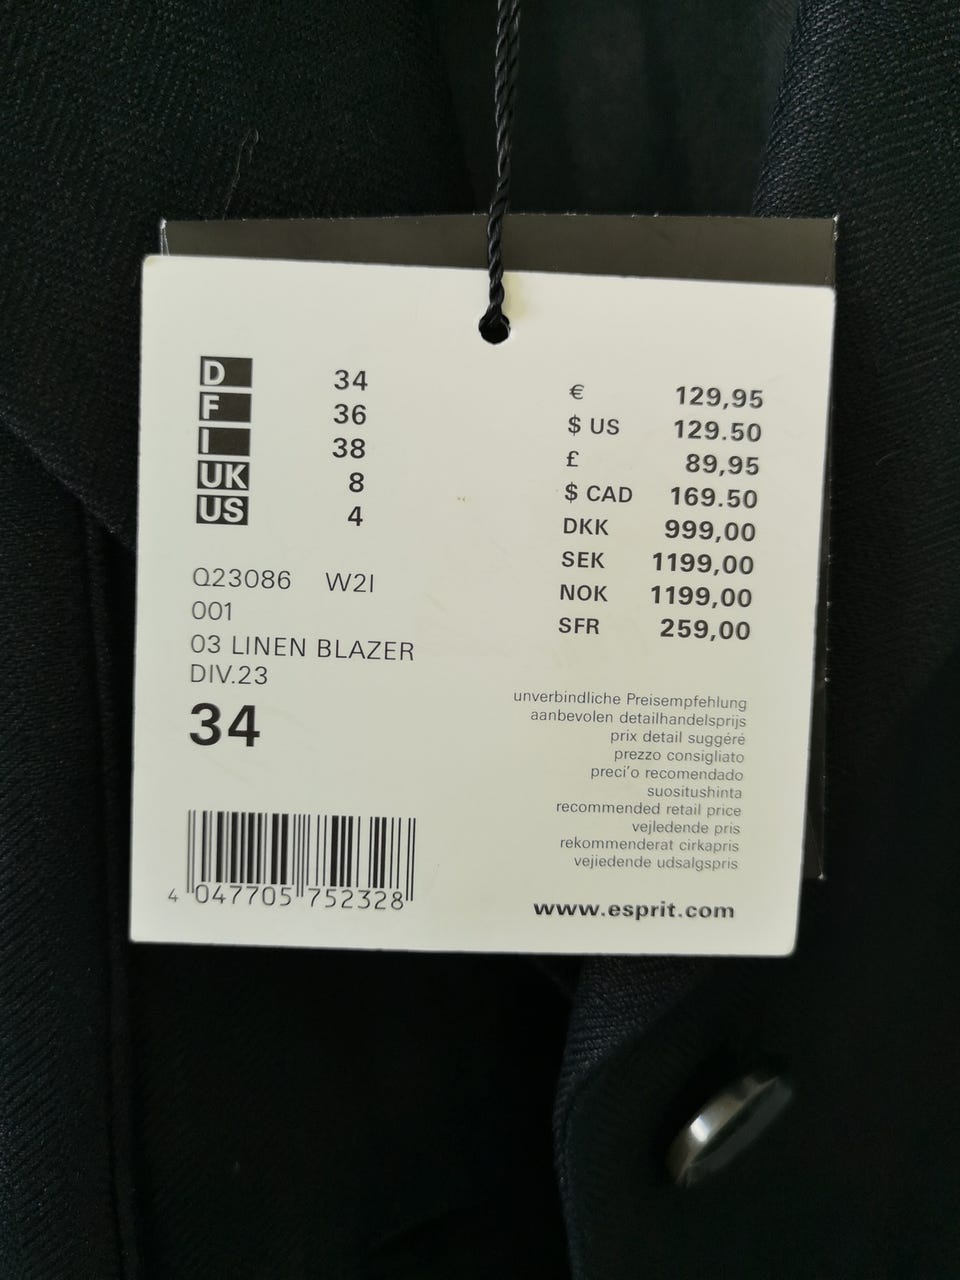 D 34
F 36
I 38
UK 8
US 4
Q23086 W2I
001
03 LINEN BLAZER
DIV.23
34
4 047705 752328
€ 129,95
$ US 129.50
£ 89,95
$ CAD 169.50
DKK 999,00
SEK 1199,00
NOK 1199,00
SFR 259,00
unverbindliche Preisempfehlung
aanbevolen detailhandelsprijs
prix detail suggéré
prezzo consigliato
preci'o recomendado
suositushinta
recommended retail price
vejledende pris
rekommenderat cirkapris
vejiedende udsalgspris
www.esprit.com